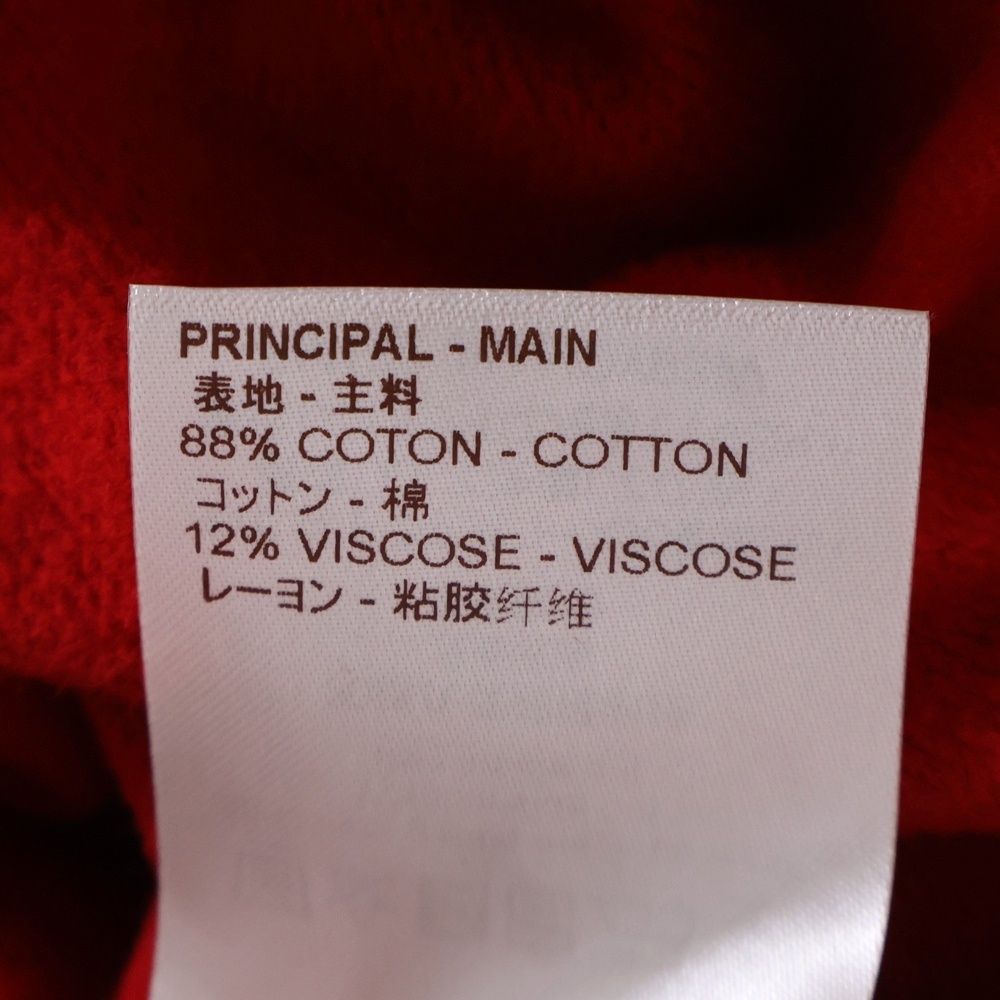 PRINCIPAL - MAIN
表地 - 主料
88% COTON - COTTON
コットン - 棉
12% VISCOSE - VISCOSE
レーヨン - 粘胶纤维